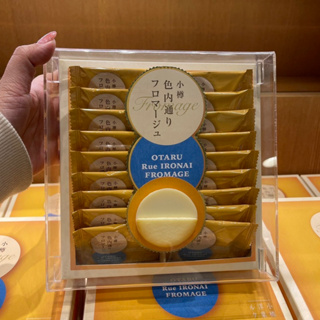 小樽
色内通り
フロマージュ
Fromage
OTARU
Rue IRONAI
FROMAGE
OTARU
Rue IRONAI
FROMAGE